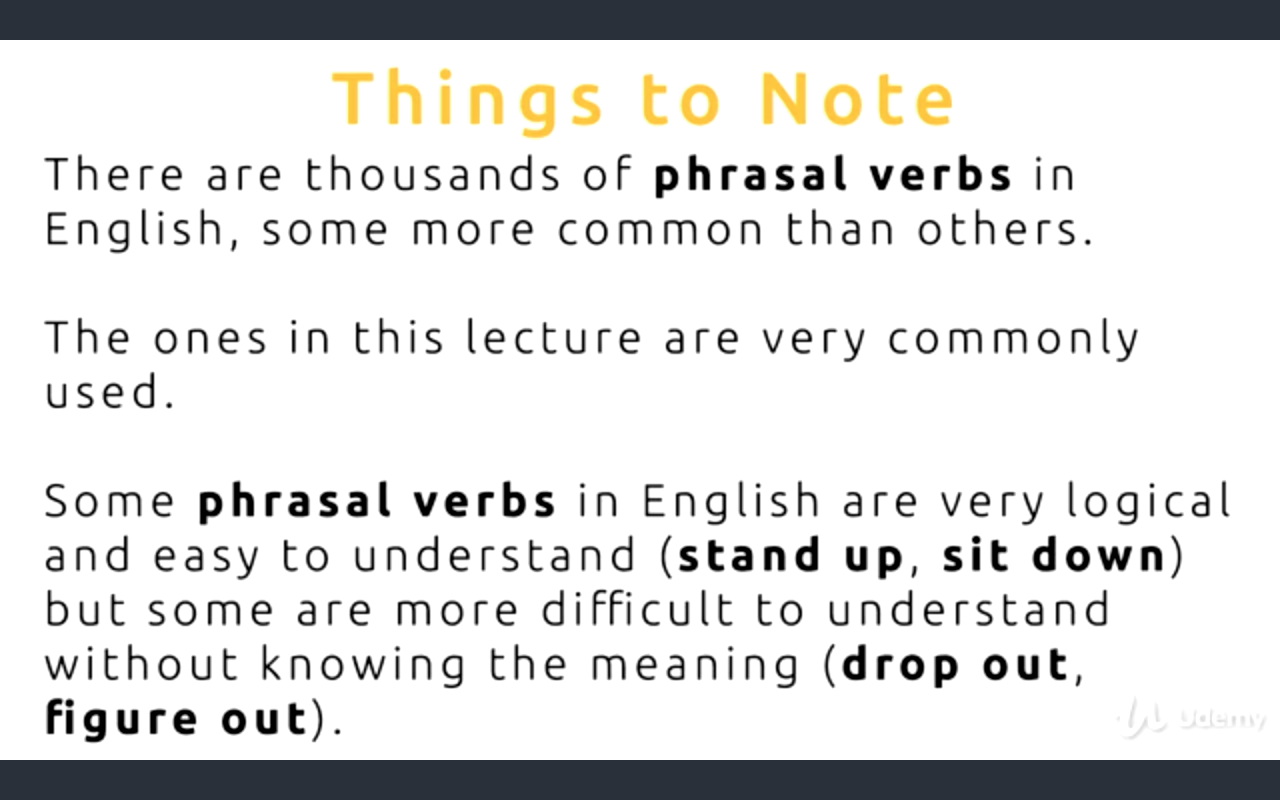 Things to Note
There are thousands of phrasal verbs in
English, some more common than others.
The ones in this lecture are very commonly
used.
Some phrasal verbs in English are very logical
and easy to understand (stand up, sit down)
but some are more difficult to understand
without knowing the meaning (drop out,
figure out).
Udemy